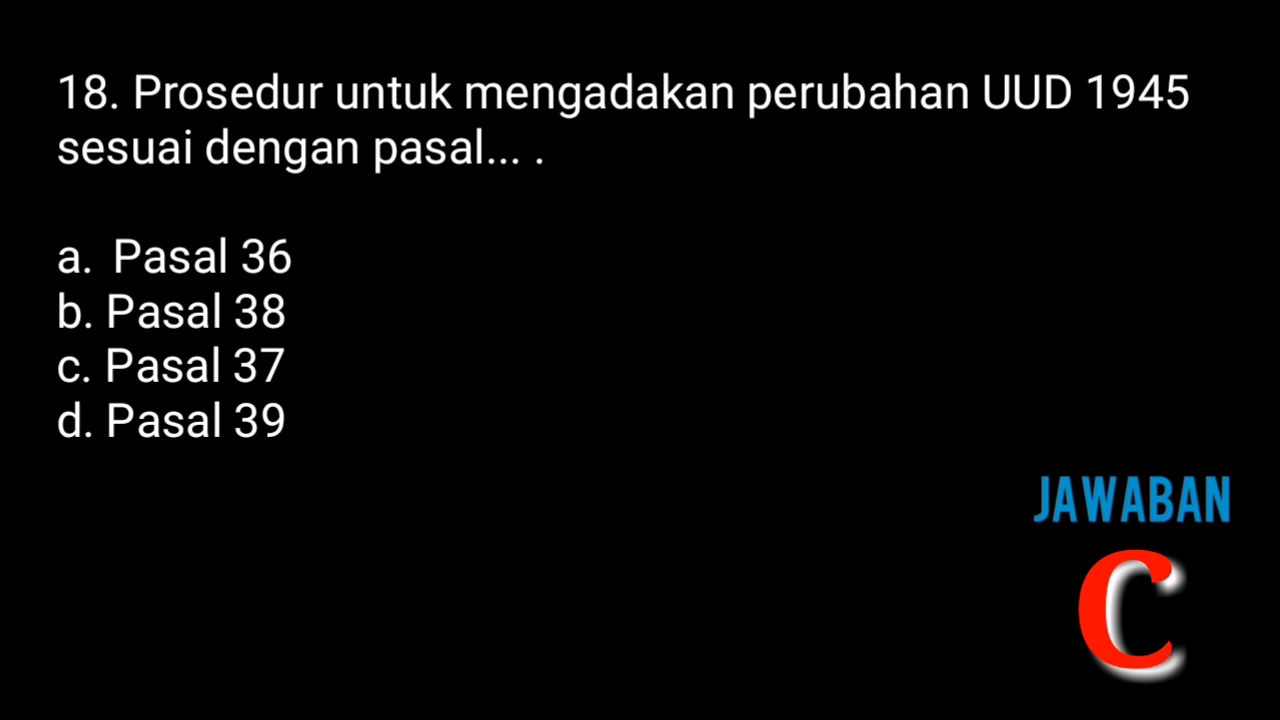 18. Prosedur untuk mengadakan perubahan UUD 1945
sesuai dengan pasal... .
a. Pasal 36
b. Pasal 38
c. Pasal 37
d. Pasal 39
JAWABAN
C